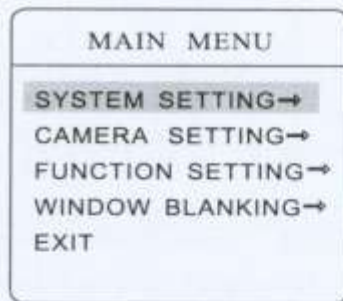 MAIN MENU
SYSTEM SETTING→
CAMERA SETTING→
FUNCTION SETTING→
WINDOW BLANKING→
EXIT